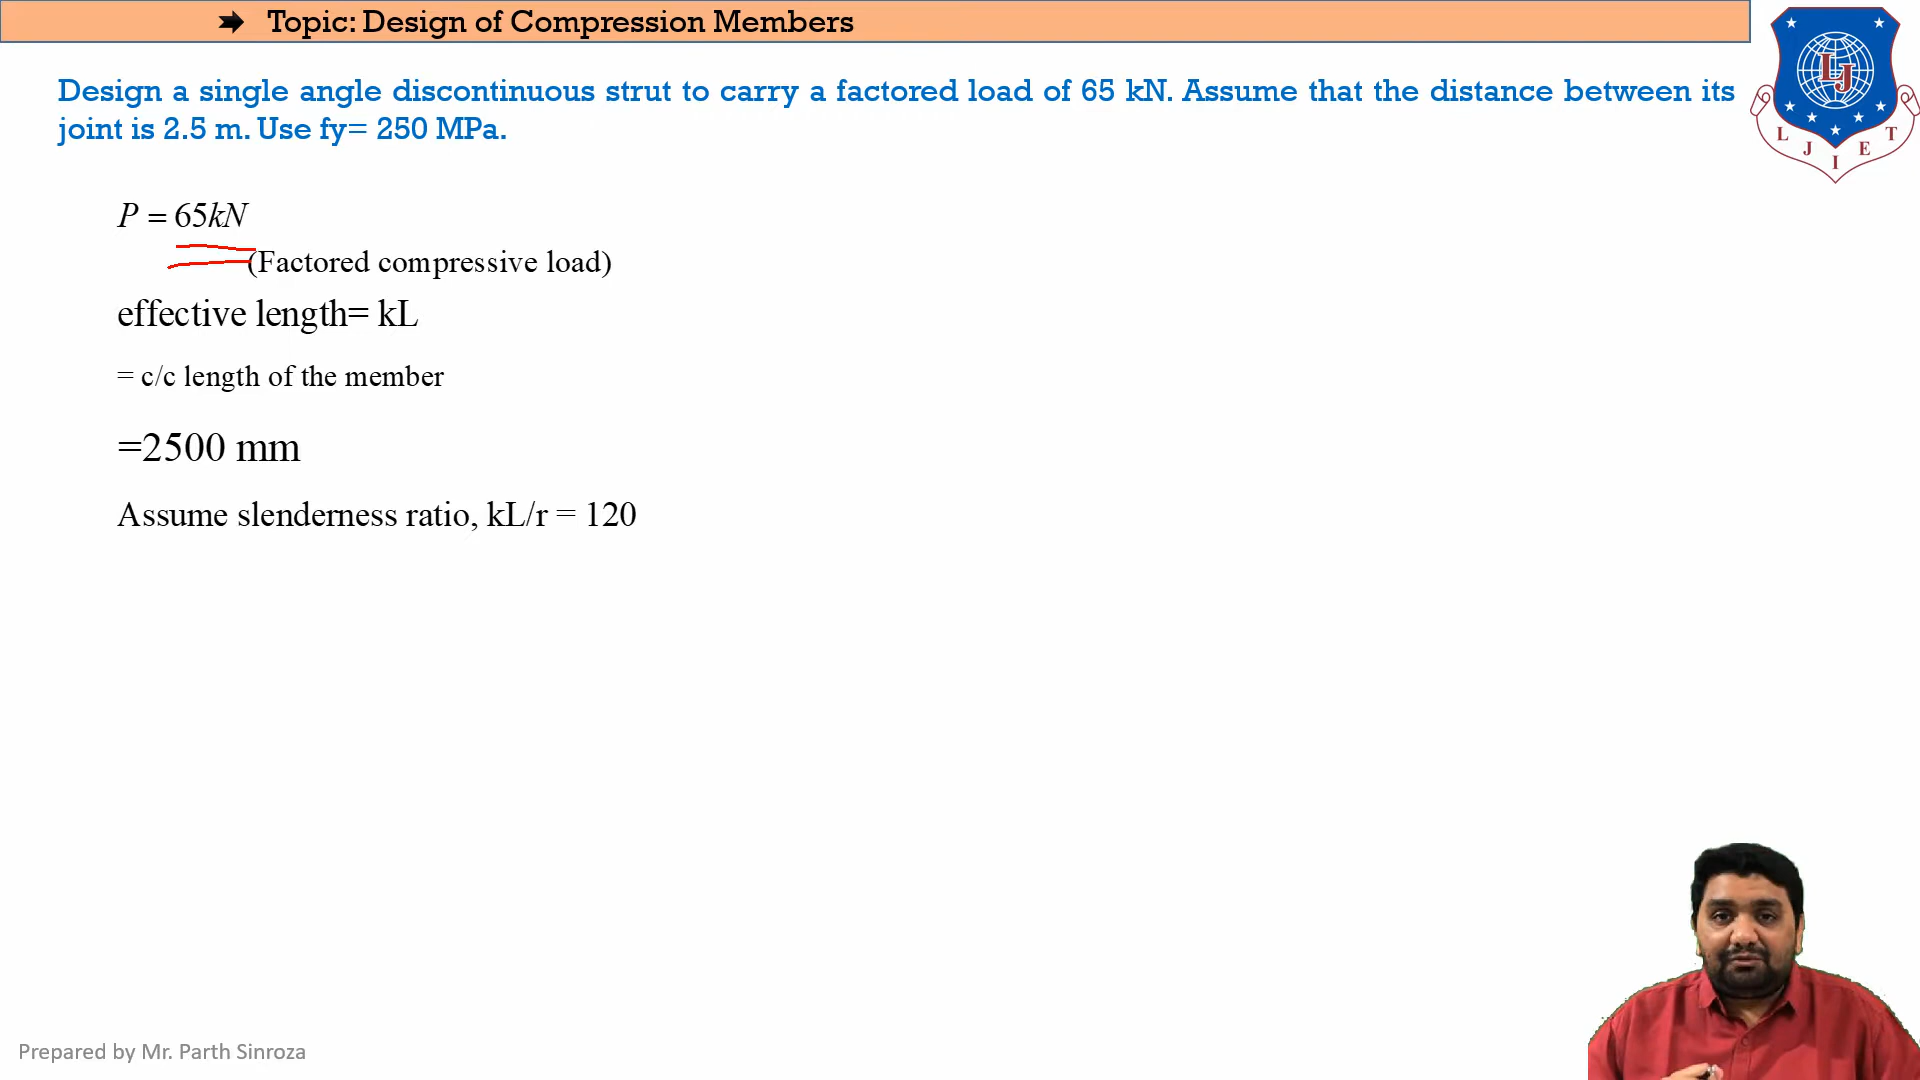 Topic: Design of Compression Members
Design a single angle discontinuous strut to carry a factored load of 65 kN. Assume that the distance between its
joint is 2.5 m. Use fy= 250 MPa.
LJ
L J I E T
P = 65kN
(Factored compressive load)
effective length= kL
= c/c length of the member
=2500 mm
Assume slenderness ratio, kL/r = 120
Prepared by Mr. Parth Sinroza